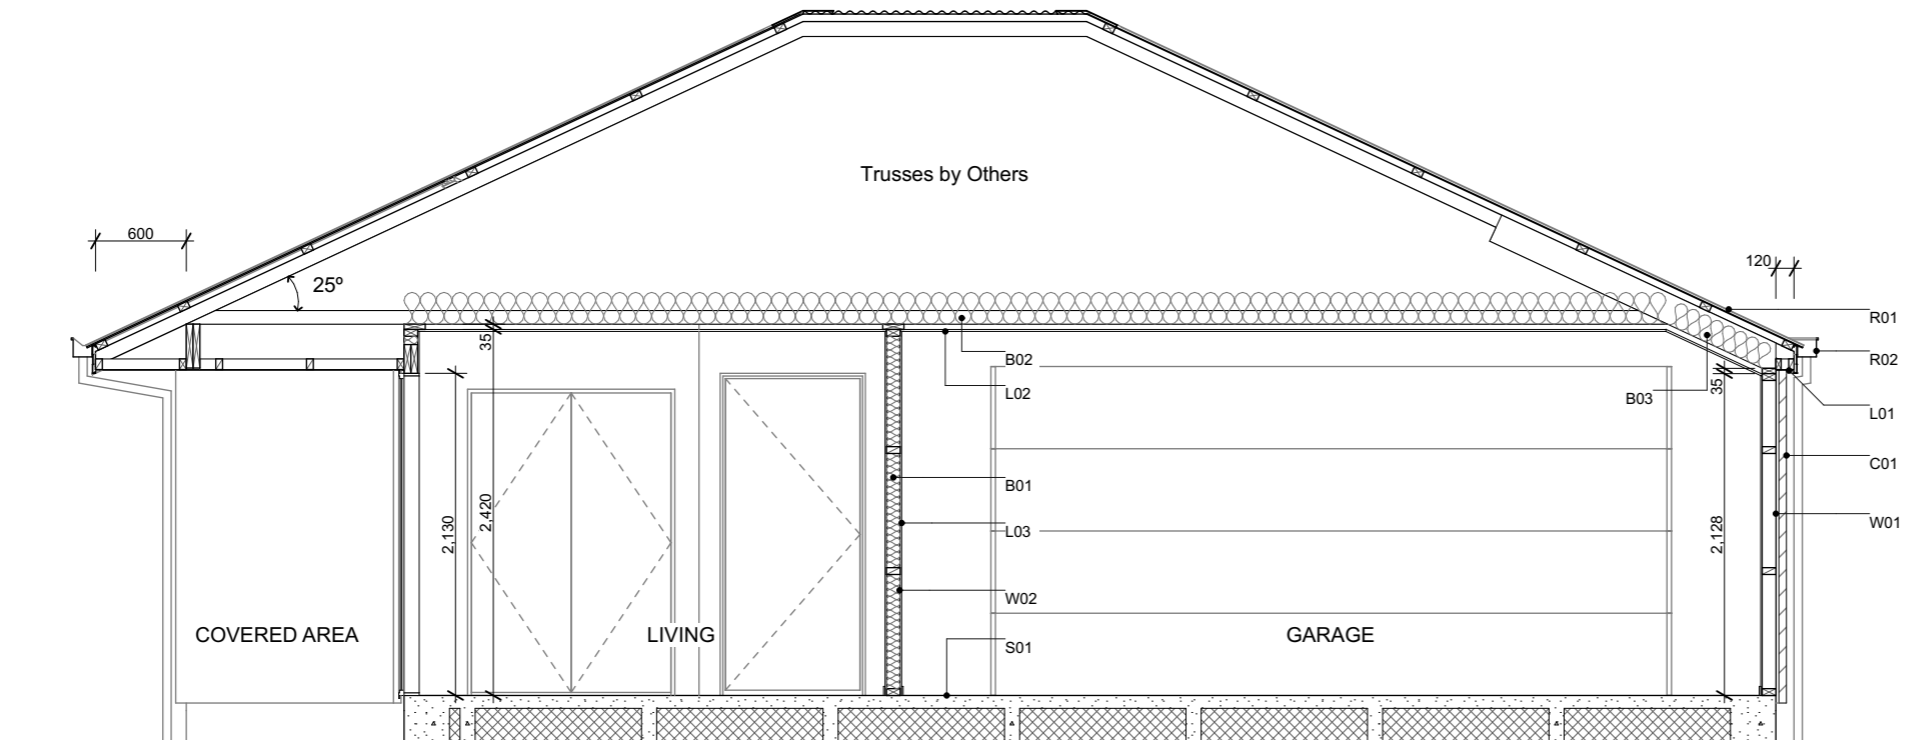 Trusses by Others
600
120
25º
R01
35
B02
R02
L02
35
B03
L01
C01
B01
2,420
2,130
L03
2,128
W01
W02
COVERED AREA
LIVING
GARAGE
S01